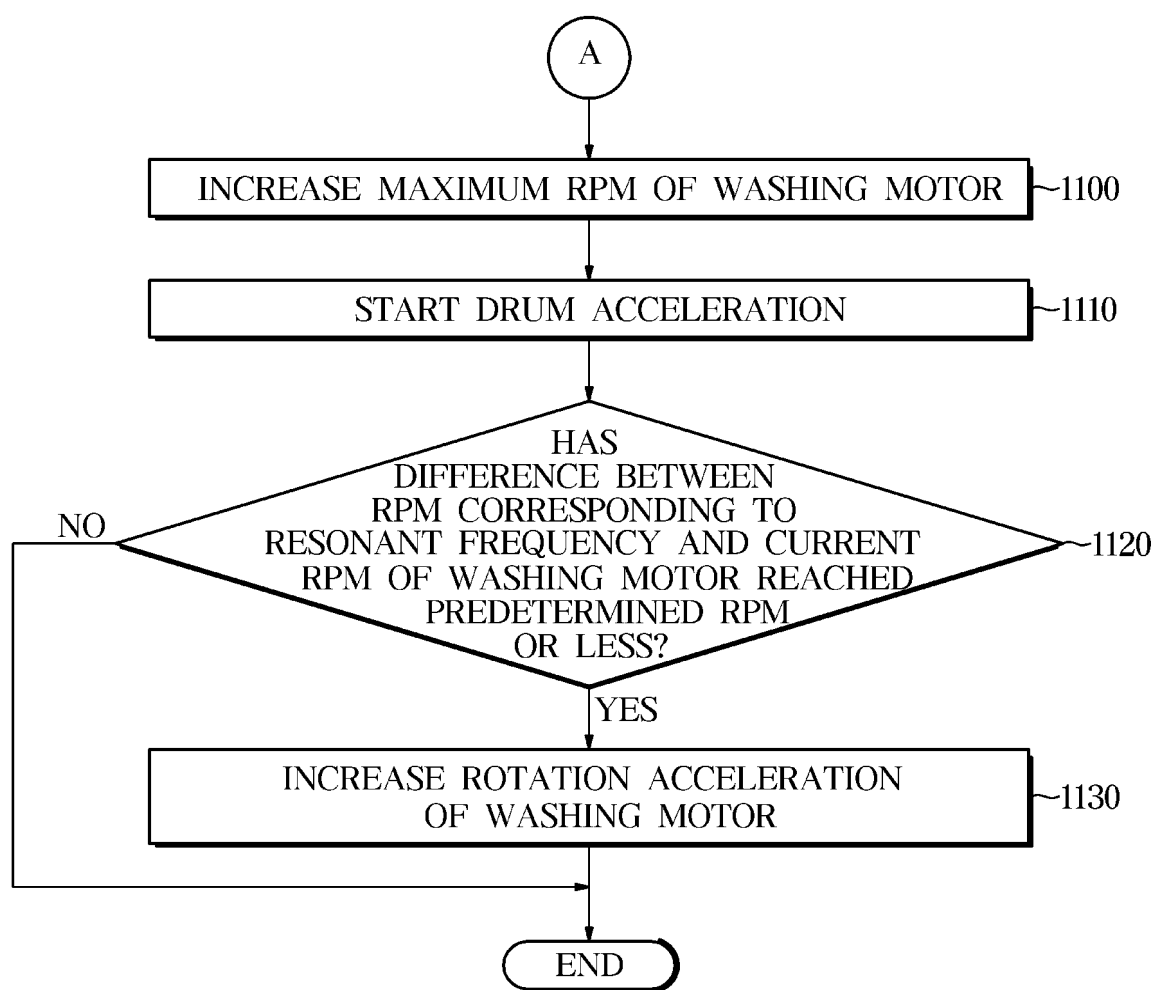 A
INCREASE MAXIMUM RPM OF WASHING MOTOR
1100
START DRUM ACCELERATION
1110
HAS
DIFFERENCE BETWEEN
RPM CORRESPONDING TO
RESONANT FREQUENCY AND CURRENT
RPM OF WASHING MOTOR REACHED
PREDETERMINED RPM
OR LESS?
NO
1120
YES
INCREASE ROTATION ACCELERATION
OF WASHING MOTOR
1130
END